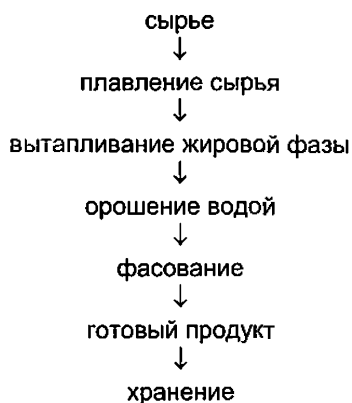 сырье
↓
плавление сырья
↓
вытапливание жировой фазы
↓
орошение водой
↓
фасование
↓
готовый продукт
↓
хранение